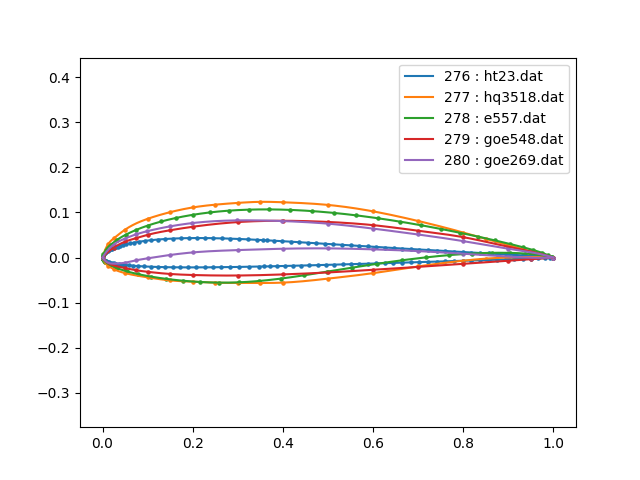 0.4
0.3
0.2
0.1
0.0
−0.1
−0.2
−0.3
0.0 0.2 0.4 0.6 0.8 1.0
276 : ht23.dat
277 : hq3518.dat
278 : e557.dat
279 : goe548.dat
280 : goe269.dat